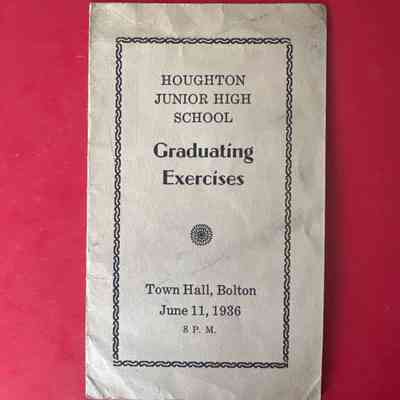 HOUGHTON
JUNIOR HIGH
SCHOOL
Graduating
Exercises
Town Hall, Bolton
June 11, 1936
8 P. M.